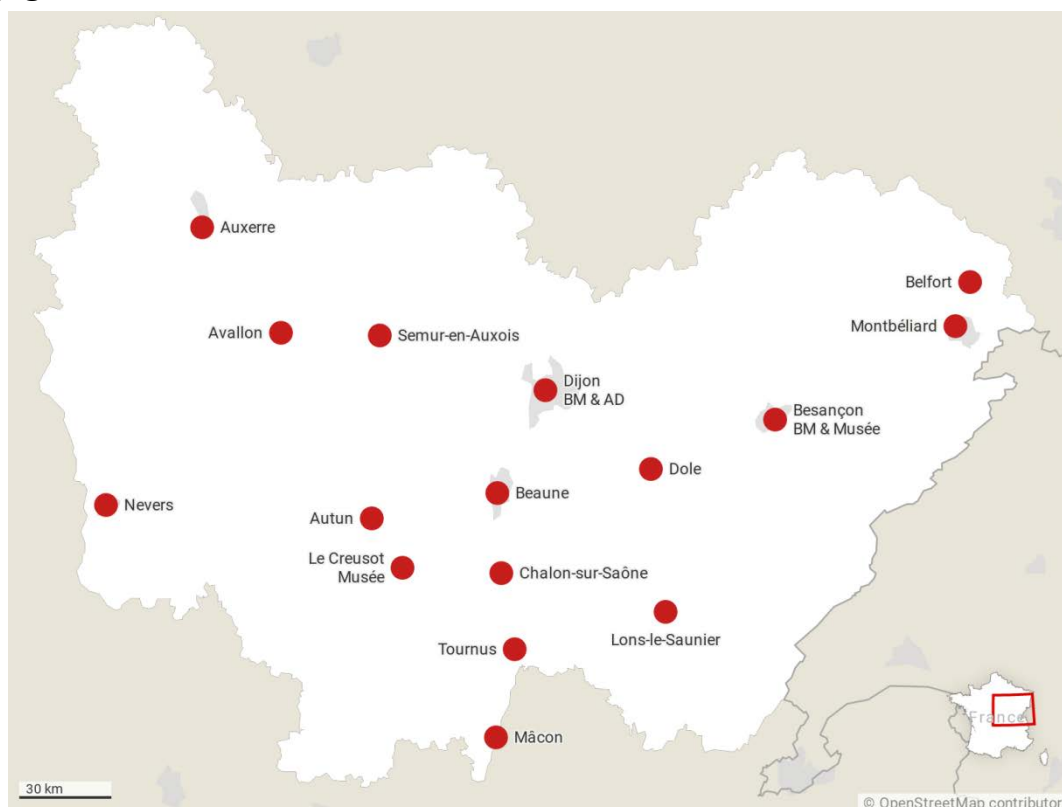 Auxerre
Belfort
Avallon
Semur-en-Auxois
Montbéliard
Dijon
BM & AD
Besançon
BM & Musée
Dole
Beaune
Nevers
Autun
Le Creusot
Musée
Chalon-sur-Saône
Lons-le-Saunier
Tournus
France
Mâcon
30 km
© OpenStreetMap contributor